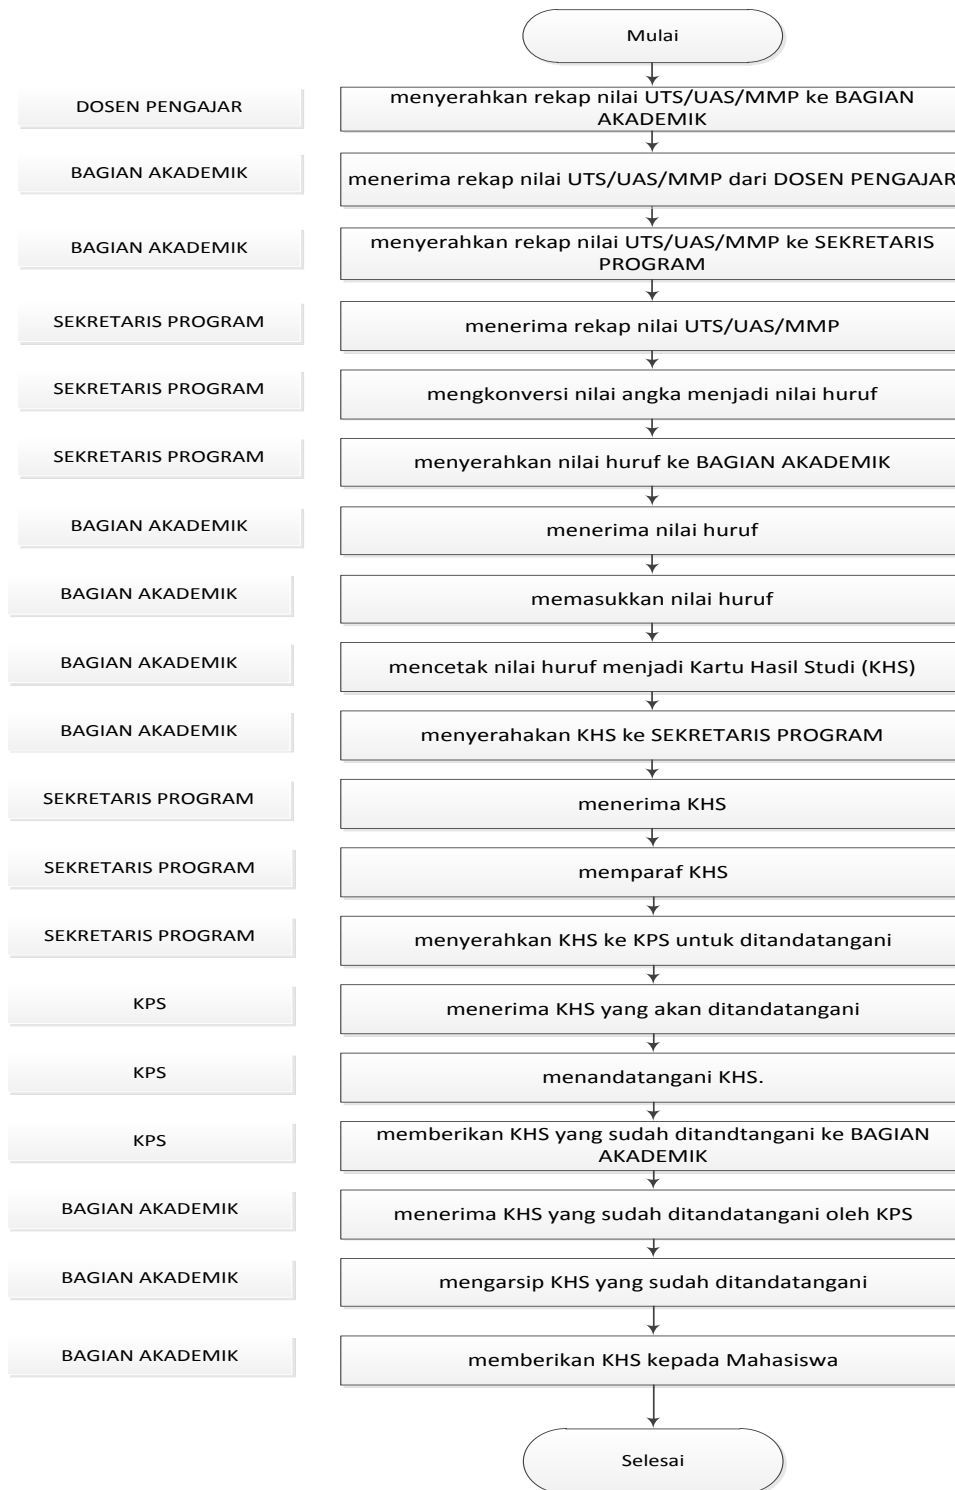 Mulai
DOSEN PENGAJAR
menyerahkan rekap nilai UTS/UAS/MMP ke BAGIAN
AKADEMIK
BAGIAN AKADEMIK
menerima rekap nilai UTS/UAS/MMP dari DOSEN PENGAJAR
BAGIAN AKADEMIK
menyerahkan rekap nilai UTS/UAS/MMP ke SEKRETARIS
PROGRAM
SEKRETARIS PROGRAM
menerima rekap nilai UTS/UAS/MMP
SEKRETARIS PROGRAM
mengkonversi nilai angka menjadi nilai huruf
SEKRETARIS PROGRAM
menyerahkan nilai huruf ke BAGIAN AKADEMIK
BAGIAN AKADEMIK
menerima nilai huruf
BAGIAN AKADEMIK
memasukkan nilai huruf
BAGIAN AKADEMIK
mencetak nilai huruf menjadi Kartu Hasil Studi (KHS)
BAGIAN AKADEMIK
menyerahakan KHS ke SEKRETARIS PROGRAM
SEKRETARIS PROGRAM
menerima KHS
SEKRETARIS PROGRAM
memparaf KHS
SEKRETARIS PROGRAM
menyerahkan KHS ke KPS untuk ditandatangani
KPS
menerima KHS yang akan ditandatangani
KPS
menandatangani KHS.
KPS
memberikan KHS yang sudah ditandtangani ke BAGIAN
AKADEMIK
BAGIAN AKADEMIK
menerima KHS yang sudah ditandatangani oleh KPS
BAGIAN AKADEMIK
mengarsip KHS yang sudah ditandatangani
BAGIAN AKADEMIK
memberikan KHS kepada Mahasiswa
Selesai